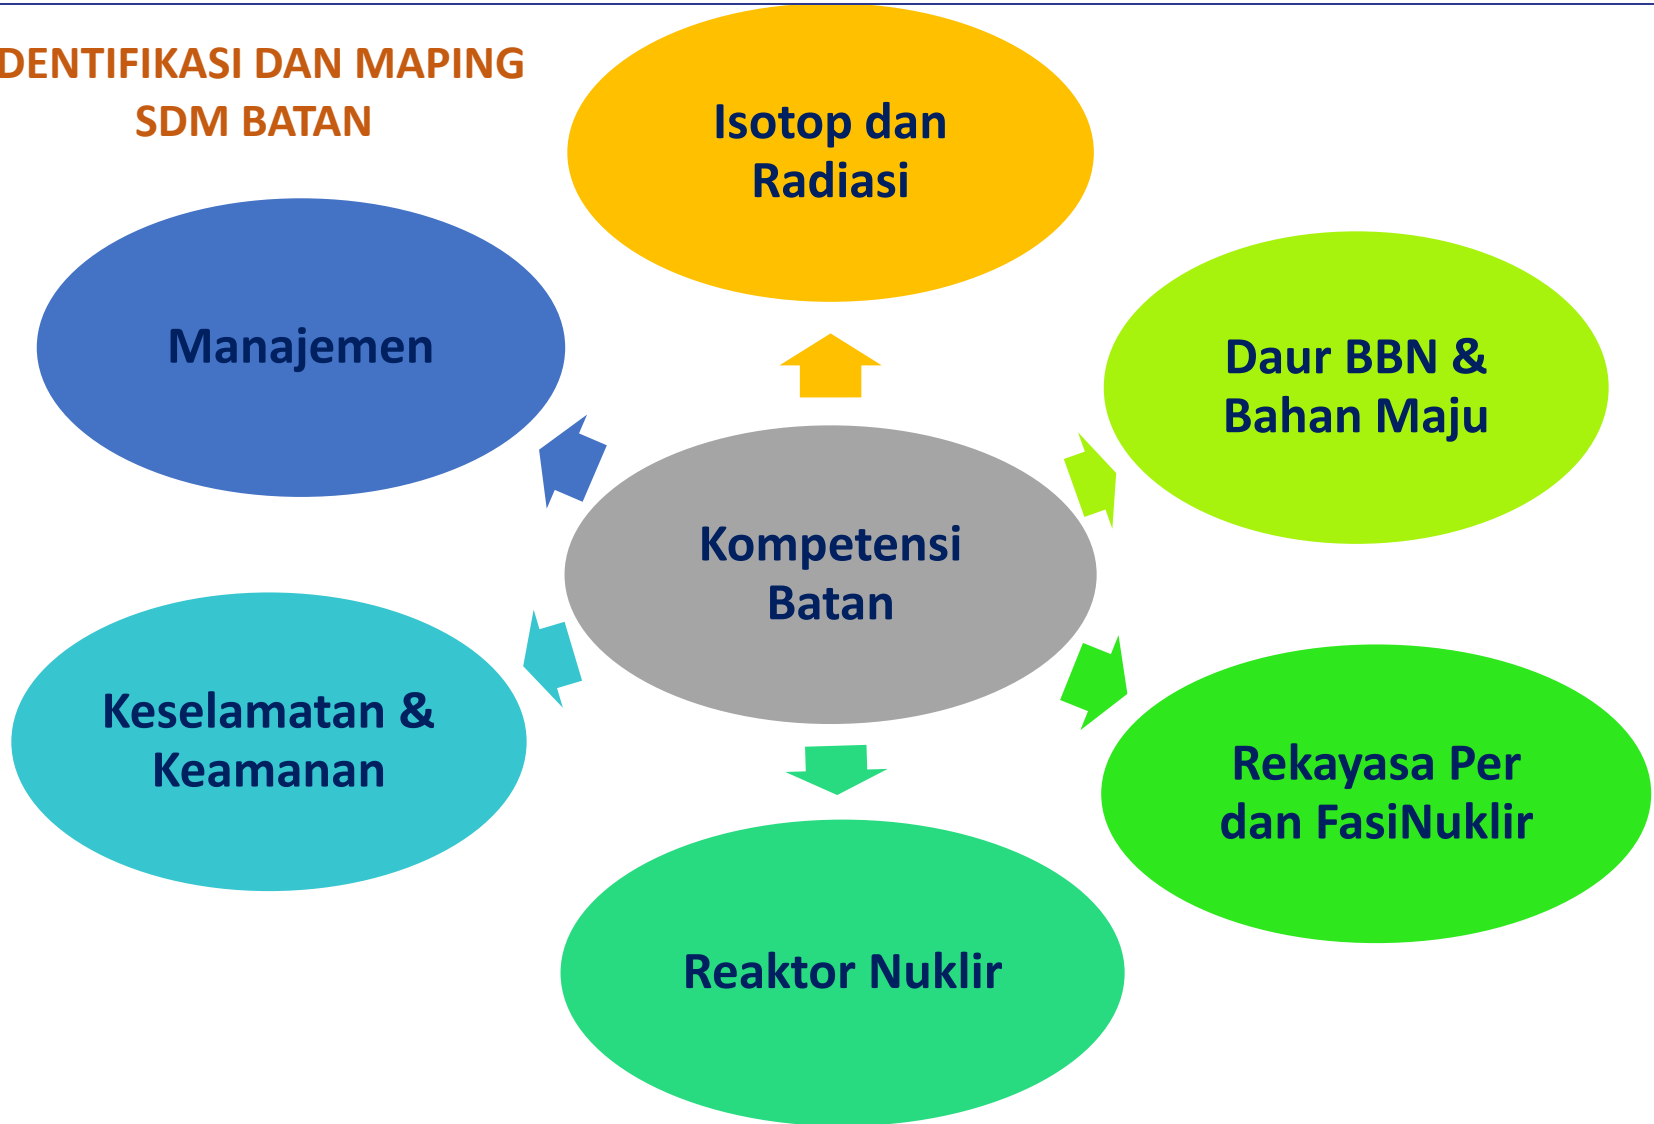 DENTIFIKASI DAN MAPING
SDM BATAN
Isotop dan
Radiasi
Manajemen
Daur BBN &
Bahan Maju
Kompetensi
Batan
Keselamatan &
Keamanan
Rekayasa Per
dan FasiNuklir
Reaktor Nuklir